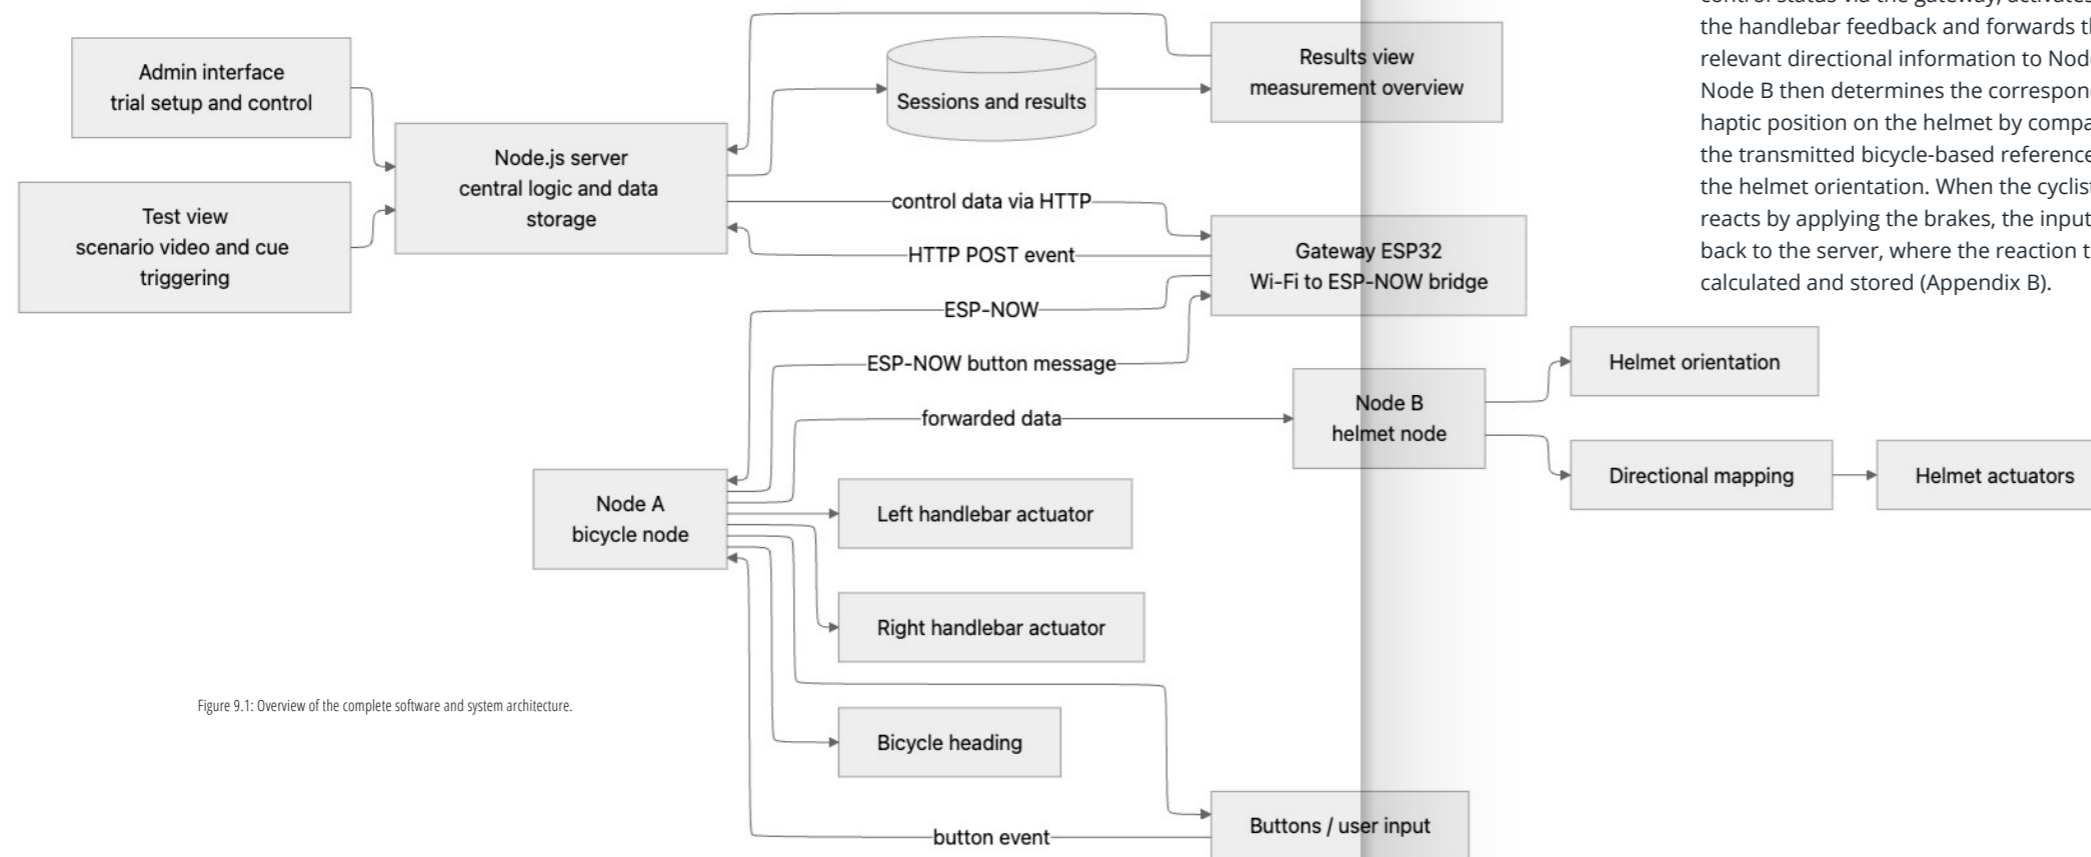 Admin interface
trial setup and control
Test view
scenario video and cue
triggering
Node.js server
central logic and data
storage
Sessions and results
Results view
measurement overview
control data via HTTP
HTTP POST event
Gateway ESP32
Wi-Fi to ESP-NOW bridge
ESP-NOW
ESP-NOW button message
forwarded data
Node B
helmet node
Helmet orientation
Directional mapping
Helmet actuators
Node A
bicycle node
Left handlebar actuator
Right handlebar actuator
Bicycle heading
Buttons / user input
button event
Figure 9.1: Overview of the complete software and system architecture.
control status via the gateway, activates
the handlebar feedback and forwards
relevant directional information to
Node B then determines the
haptic position on the helmet by
the transmitted bicycle-based reference
the helmet orientation. When the cyclist
reacts by applying the brakes, the input
back to the server, where the reaction
calculated and stored (Appendix B).